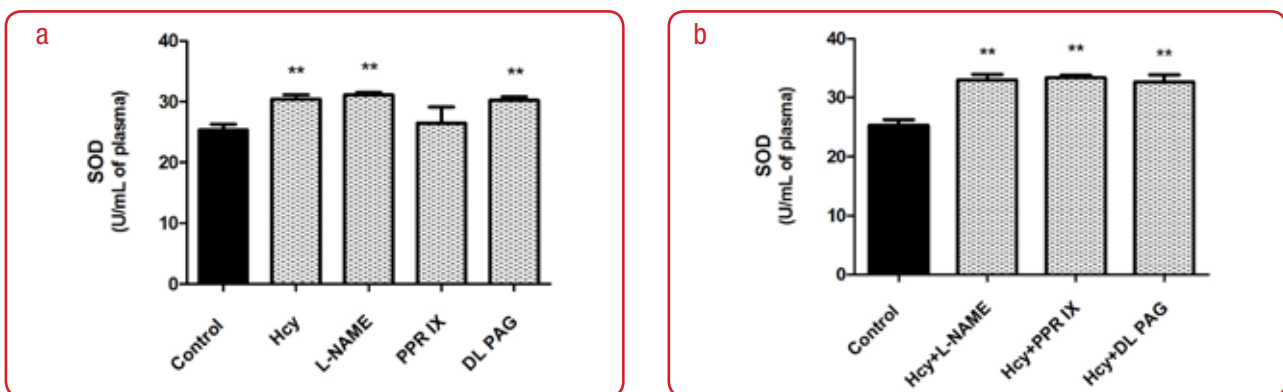 a
SOD
(U/mL of plasma)
40
30
20
10
0
**
**
**
Control
Hcy
L-NAME
PPR IX
DL PAG
b
SOD
(U/mL of plasma)
40
30
20
10
0
**
**
**
Control
Hcy+L-NAME
Hcy+PPR IX
Hcy+DL PAG